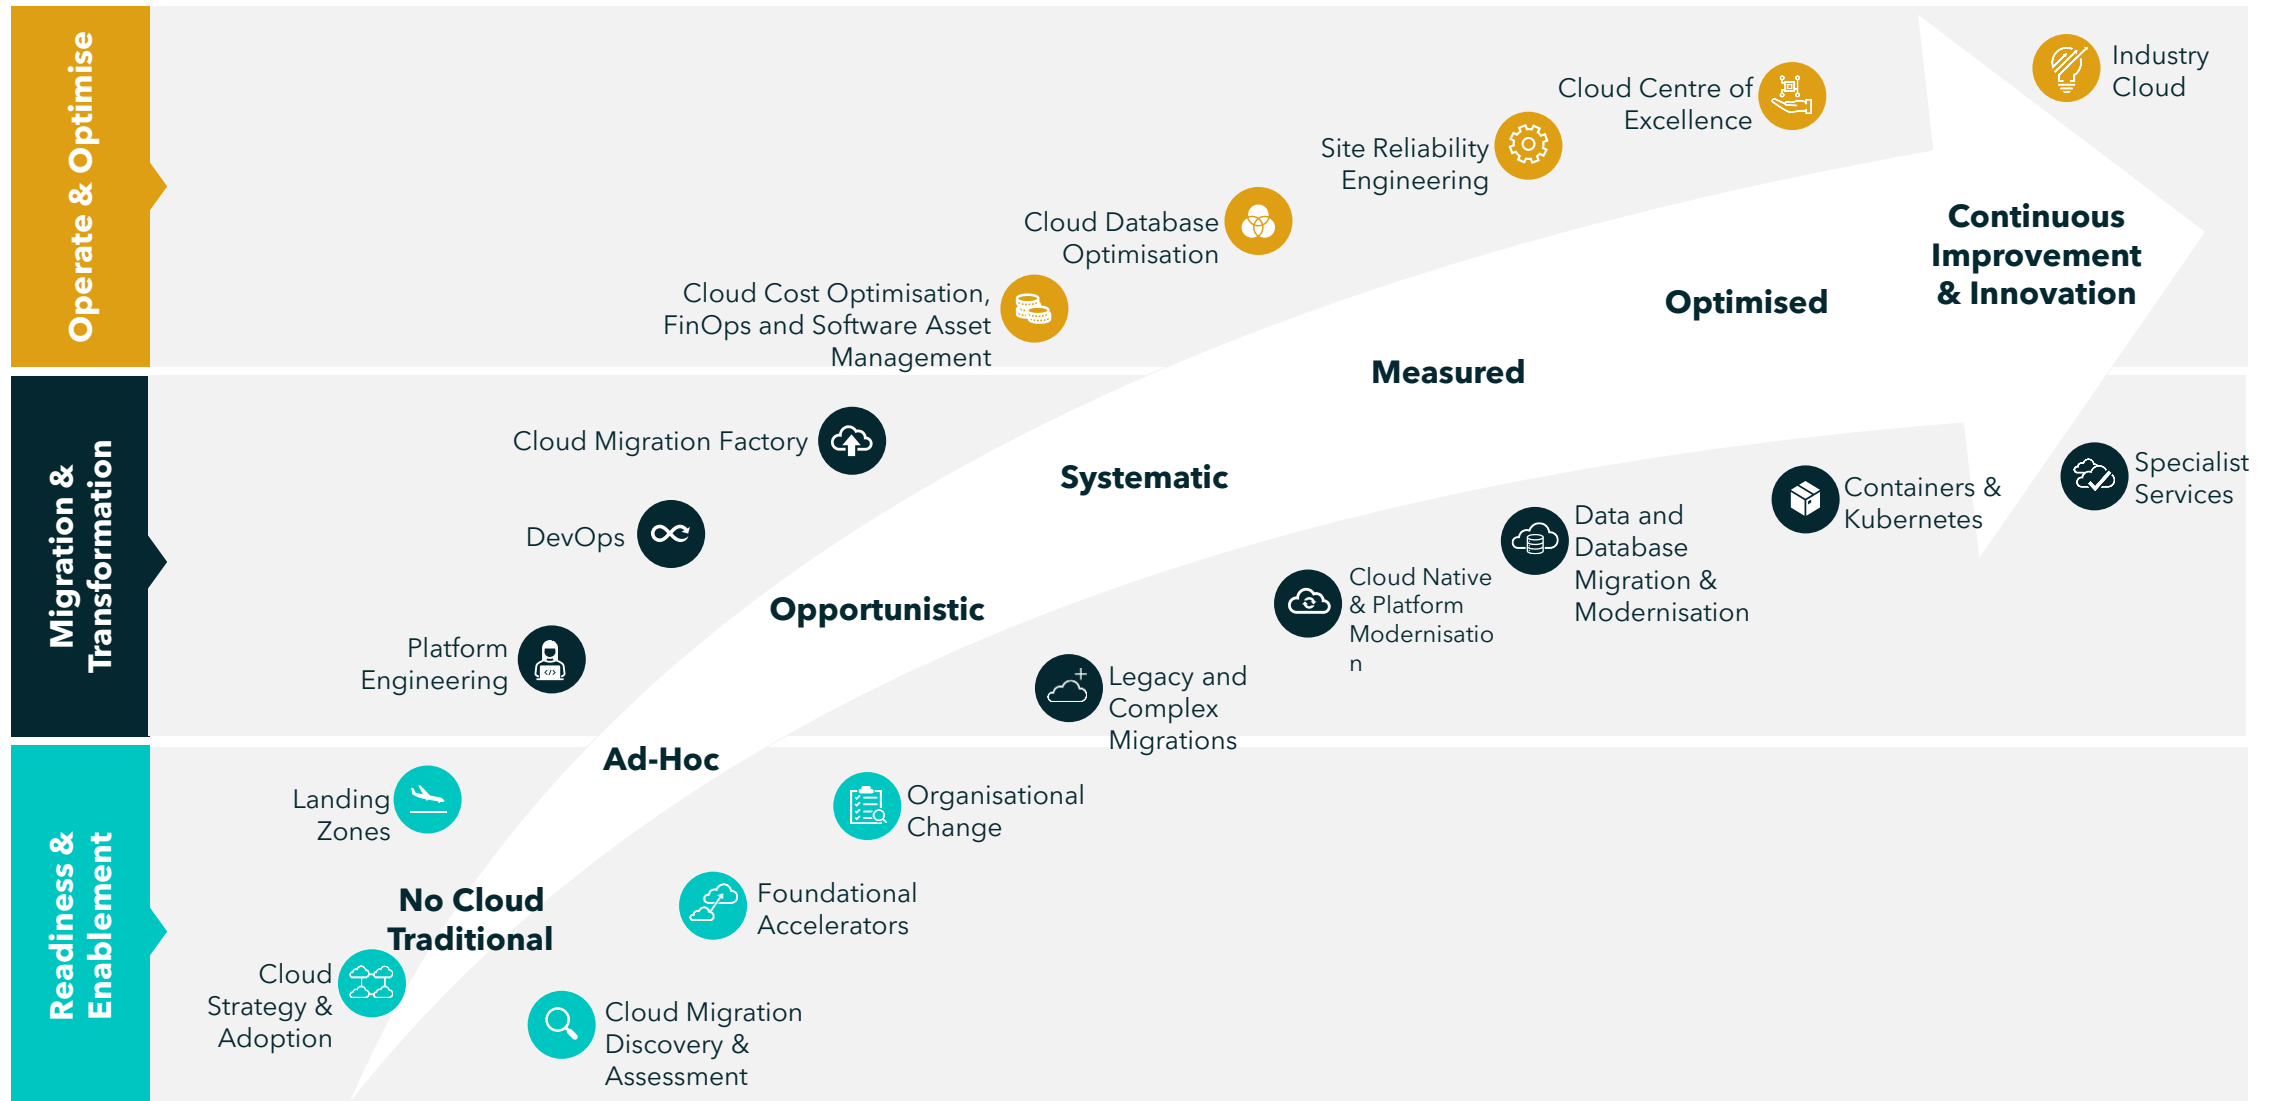 Operate & Optimise
Industry
Cloud
Cloud Centre of
Excellence
Site Reliability
Engineering
Cloud Database
Optimisation
Cloud Cost Optimisation,
FinOps and Software Asset
Management
Continuous
Improvement
& Innovation
Optimised
Measured
Migration &
Transformation
Cloud Migration Factory
Systematic
DevOps
Opportunistic
Platform
Engineering
Specialist
Services
Containers &
Kubernetes
Data and
Database
Migration &
Modernisation
Cloud Native
& Platform
Modernisatio
n
Legacy and
Complex
Migrations
Readiness &
Enablement
Ad-Hoc
Landing
Zones
Organisational
Change
No Cloud
Traditional
Foundational
Accelerators
Cloud
Strategy &
Adoption
Cloud Migration
Discovery &
Assessment